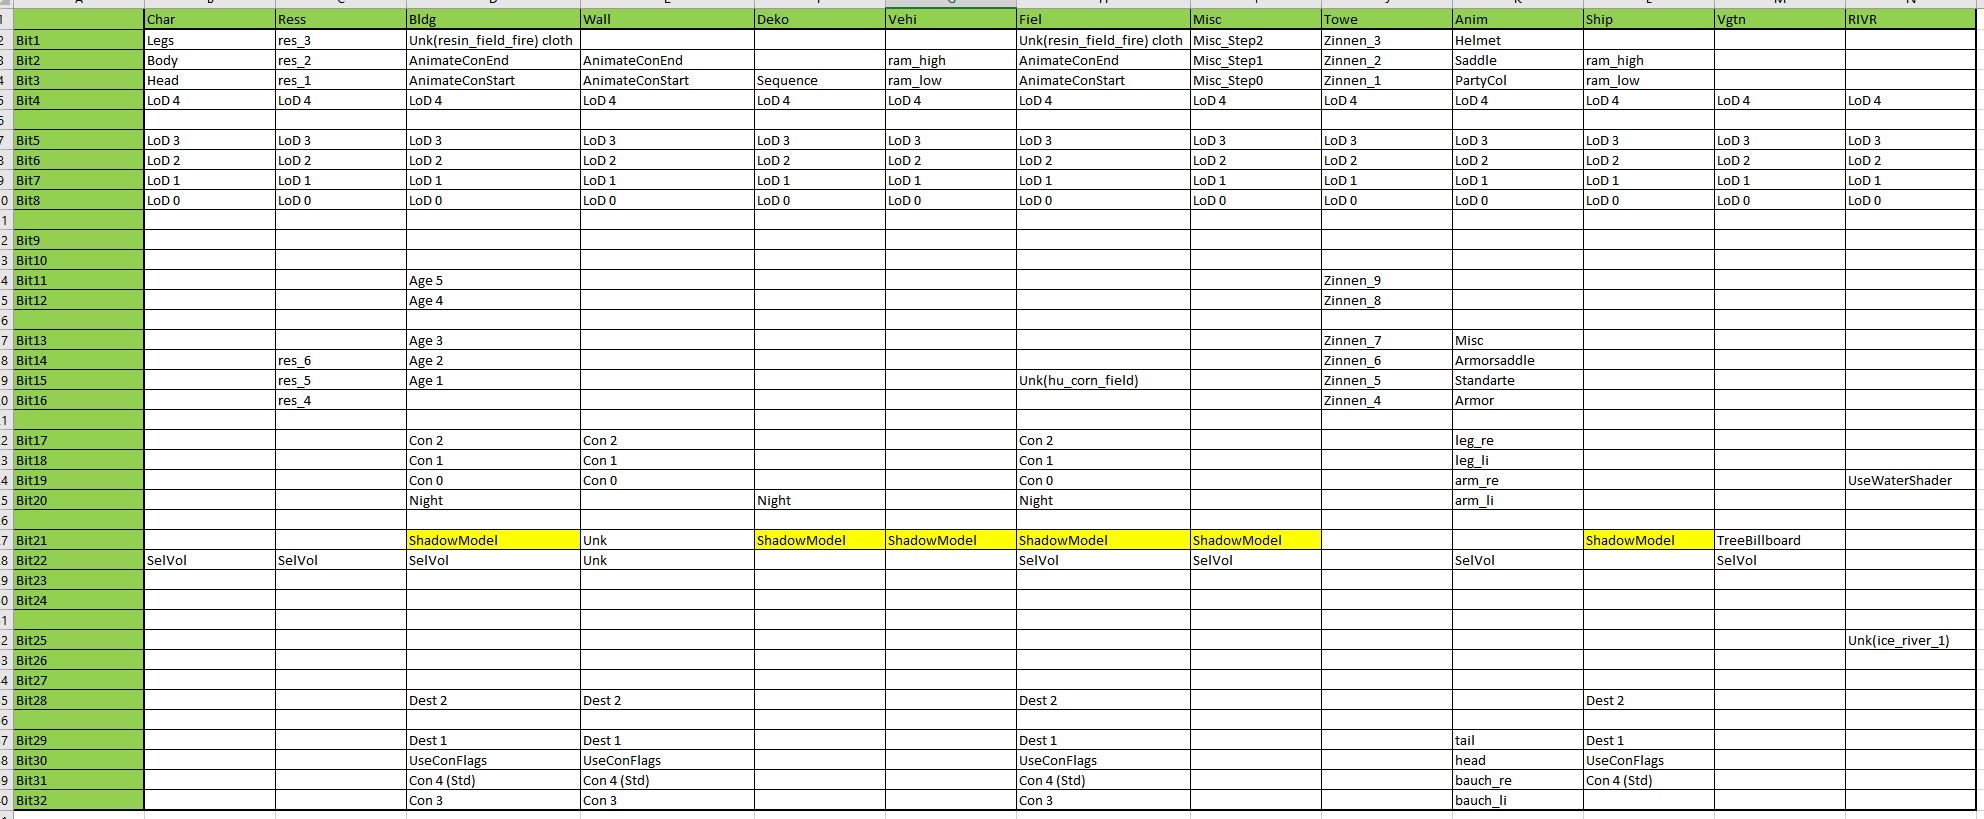 Char Ress Bldg Wall Deko Vehi Fiel Misc Towe Anim Ship Vgtn RIVR
Bit1 Legs res_3 Unk(resin_field_fire) cloth Unk(resin_field_fire) cloth Misc_Step2 Zinnen_3 Helmet
Bit2 Body res_2 AnimateConEnd AnimateConEnd ram_high AnimateConEnd Misc_Step1 Zinnen_2 Saddle ram_high
Bit3 Head res_1 AnimateConStart AnimateConStart Sequence ram_low AnimateConStart Misc_Step0 Zinnen_1 PartyCol ram_low
Bit4 LoD 4 LoD 4 LoD 4 LoD 4 LoD 4 LoD 4 LoD 4 LoD 4 LoD 4 LoD 4 LoD 4 LoD 4 LoD 4
Bit5 LoD 3 LoD 3 LoD 3 LoD 3 LoD 3 LoD 3 LoD 3 LoD 3 LoD 3 LoD 3 LoD 3 LoD 3 LoD 3
Bit6 LoD 2 LoD 2 LoD 2 LoD 2 LoD 2 LoD 2 LoD 2 LoD 2 LoD 2 LoD 2 LoD 2 LoD 2 LoD 2
Bit7 LoD 1 LoD 1 LoD 1 LoD 1 LoD 1 LoD 1 LoD 1 LoD 1 LoD 1 LoD 1 LoD 1 LoD 1 LoD 1
Bit8 LoD 0 LoD 0 LoD 0 LoD 0 LoD 0 LoD 0 LoD 0 LoD 0 LoD 0 LoD 0 LoD 0 LoD 0 LoD 0
Bit9
Bit10
Bit11 Age 5 Zinnen_9
Bit12 Age 4 Zinnen_8
Bit13 Age 3 Zinnen_7 Misc
Bit14 res_6 Age 2 Zinnen_6 Armorsaddle
Bit15 res_5 Age 1 Unk(hu_corn_field) Zinnen_5 Standarte
Bit16 res_4 Zinnen_4 Armor
Bit17 Con 2 Con 2 Con 2 leg_re
Bit18 Con 1 Con 1 Con 1 leg_li
Bit19 Con 0 Con 0 Con 0 arm_re UseWaterShader
Bit20 Night Night Night arm_li
Bit21 ShadowModel Unk ShadowModel ShadowModel ShadowModel ShadowModel ShadowModel TreeBillboard
Bit22 SelVol SelVol SelVol Unk SelVol SelVol SelVol SelVol
Bit23
Bit24
Bit25 Unk(ice_river_1)
Bit26
Bit27
Bit28 Dest 2 Dest 2 Dest 2 Dest 2
Bit29 Dest 1 Dest 1 Dest 1 tail Dest 1
Bit30 UseConFlags UseConFlags UseConFlags head UseConFlags
Bit31 Con 4 (Std) Con 4 (Std) Con 4 (Std) bauch_re Con 4 (Std)
Bit32 Con 3 Con 3 Con 3 bauch_li